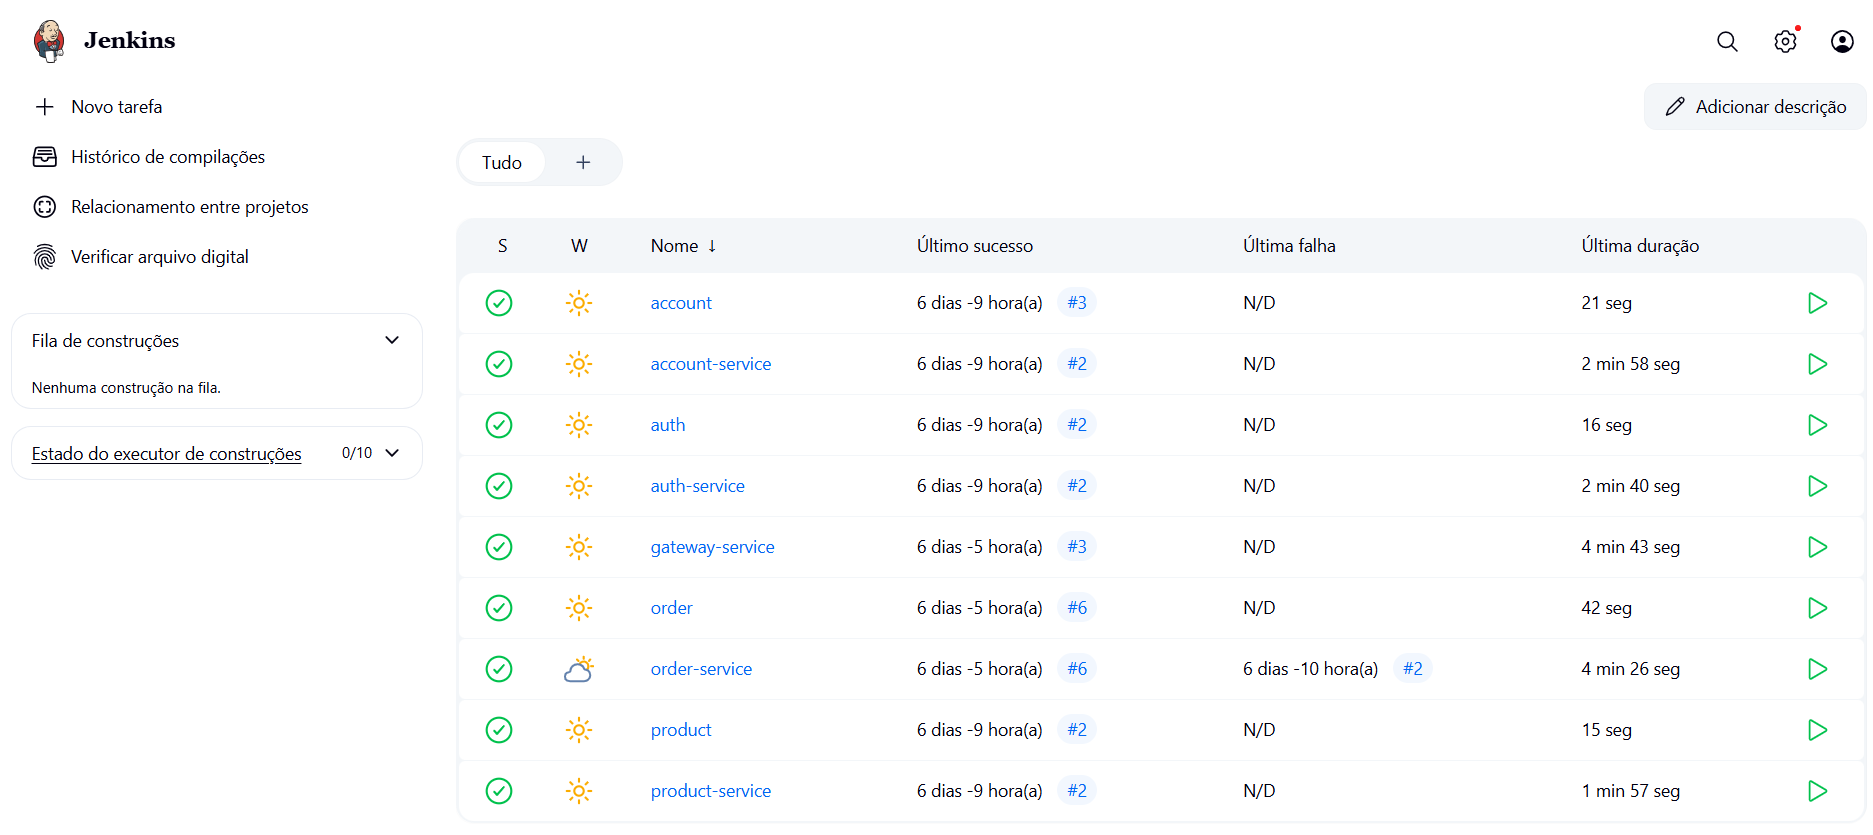 Jenkins
Novo tarefa
Histórico de compilações
Relacionamento entre projetos
Verificar arquivo digital
Fila de construções
Nenhuma construção na fila.
Estado do executor de construções 0/10
Adicionar descrição
Tudo +
S W Nome ↓ Último sucesso Última falha Última duração
account 6 dias -9 hora(a) #3 N/D 21 seg
account-service 6 dias -9 hora(a) #2 N/D 2 min 58 seg
auth 6 dias -9 hora(a) #2 N/D 16 seg
auth-service 6 dias -9 hora(a) #2 N/D 2 min 40 seg
gateway-service 6 dias -5 hora(a) #3 N/D 4 min 43 seg
order 6 dias -5 hora(a) #6 N/D 42 seg
order-service 6 dias -5 hora(a) #6 6 dias -10 hora(a) #2 4 min 26 seg
product 6 dias -9 hora(a) #2 N/D 15 seg
product-service 6 dias -9 hora(a) #2 N/D 1 min 57 seg